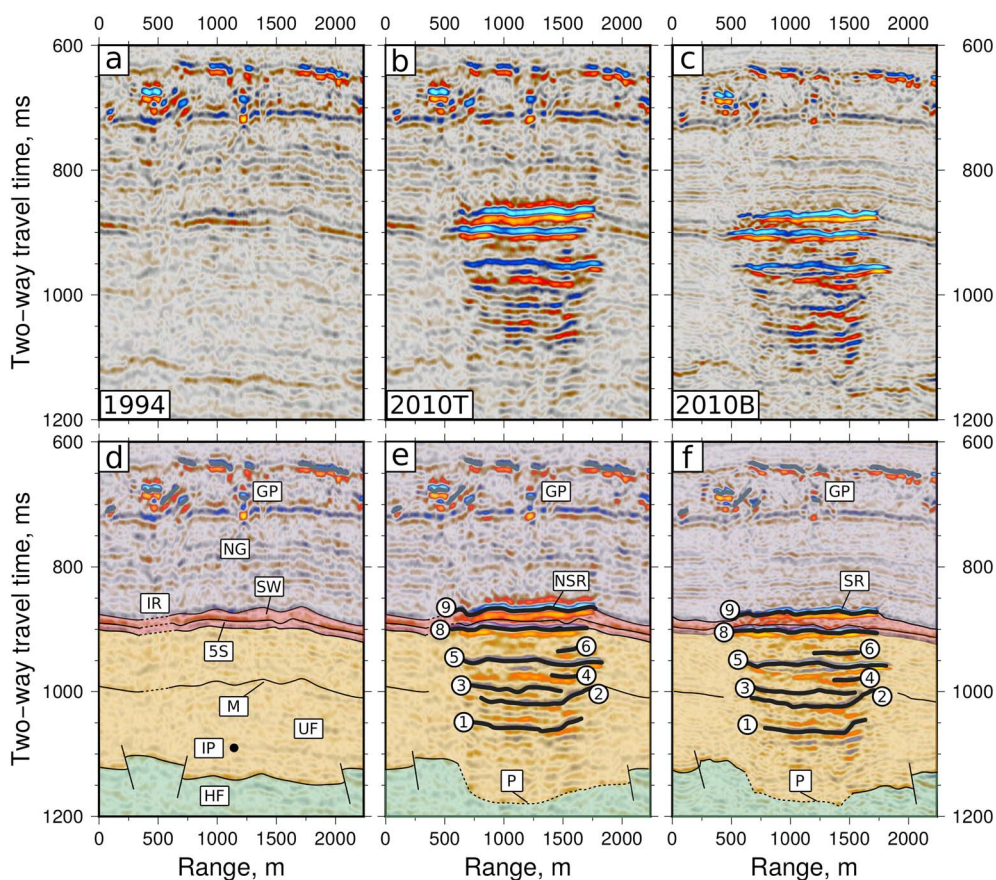 0 500 1000 1500 2000 0 500 1000 1500 2000 0 500 1000 1500 2000
600 a b c 600
800 800
1000 1000
1200 1994 2010T 2010B 1200
Two−way travel time, ms
600 d e f 600
GP GP GP
NG
800 800
SW NSR SR
IR 9 9
8 8
5S 6 6
5 5
4 4
1000 3 3 1000
M 2 2
UF 1 1
IP
HF P P
1200 1200
Two−way travel time, ms
0 500 1000 1500 2000 0 500 1000 1500 2000 0 500 1000 1500 2000
Range, m Range, m Range, m